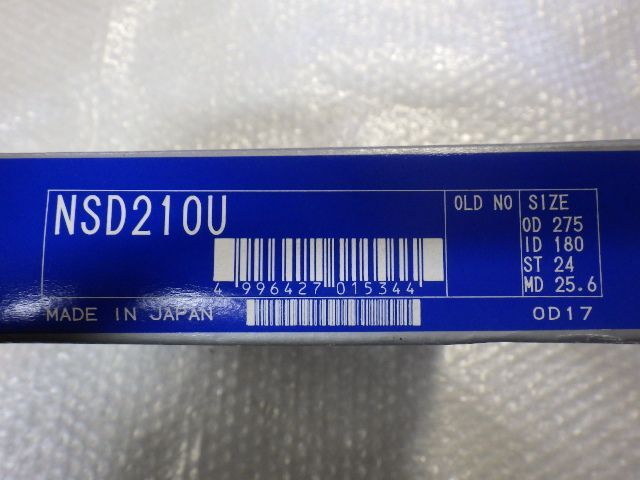 NSD210U
4 996427 015344
OLD NO
SIZE
OD 275
ID 180
ST 24
MD 25.6
MADE IN JAPAN
OD17